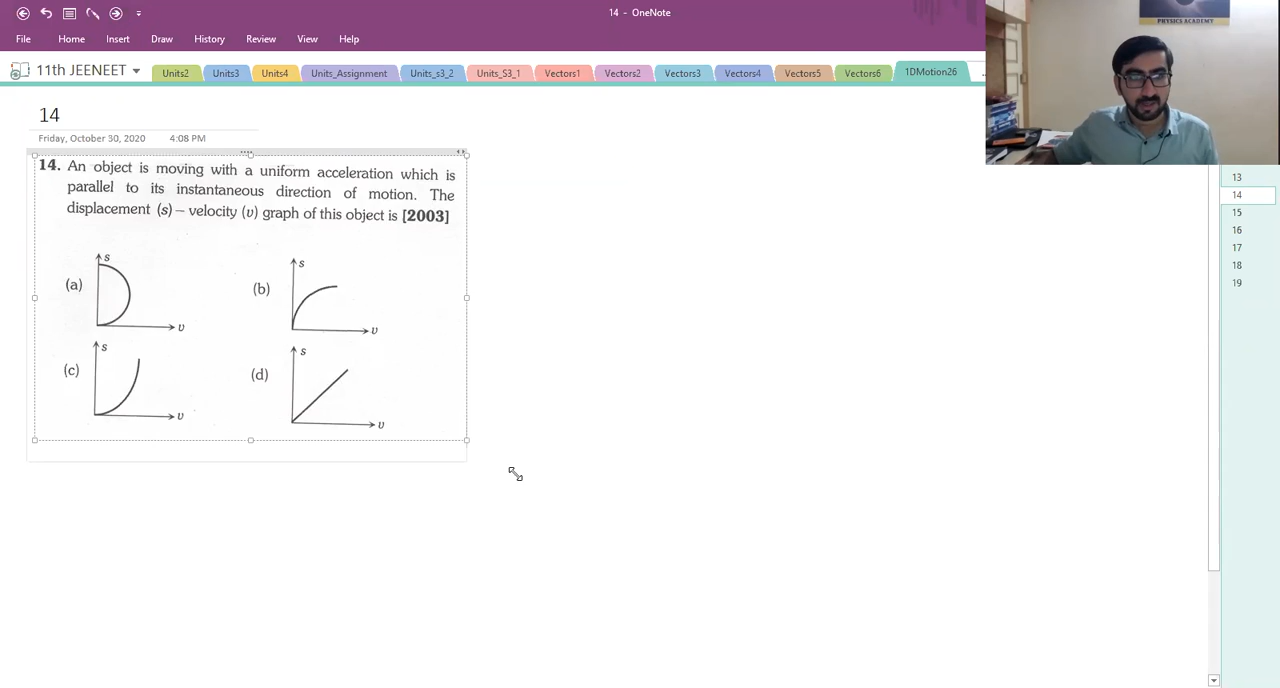 14 - OneNote
PHYSICS ACADEMY
File Home Insert Draw History Review View Help
11th JEENEET Units2 Units3 Units4 Units_Assignment Units_s3_2 Units_S3_1 Vectors1 Vectors2 Vectors3 Vectors4 Vectors5 Vectors6 1DMotion26
14
Friday, October 30, 2020 4:08 PM
14. An object is moving with a uniform acceleration which is
parallel to its instantaneous direction of motion. The
displacement (s) – velocity (υ) graph of this object is [2003]
(a) s υ
(b) s υ
(c) s υ
(d) s υ
13
14
15
16
17
18
19